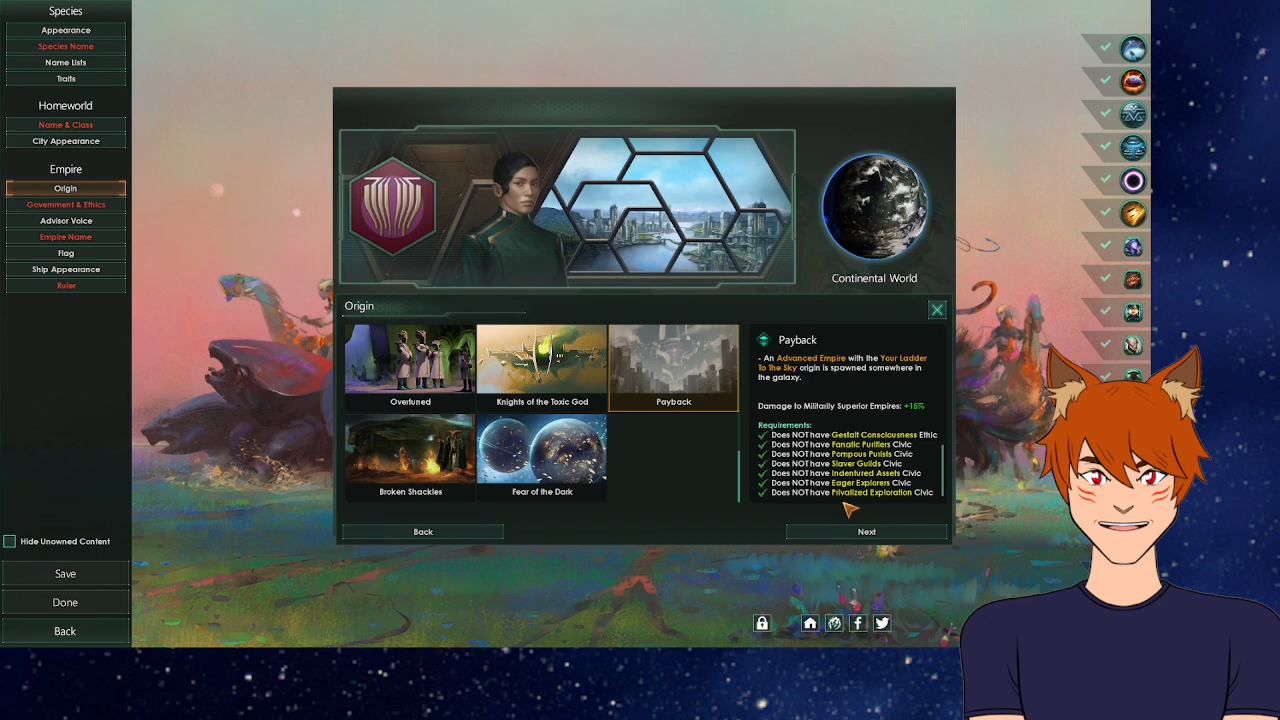 Species
Appearance
Species Name
Name Lists
Traits
Homeworld
Name & Class
City Appearance
Empire
Origin
Government & Ethics
Advisor Voice
Empire Name
Flag
Ship Appearance
Ruler
Hide Unowned Content
Save
Done
Back
Continental World
Origin
Overtuned
Knights of the Toxic God
Payback
Broken Shackles
Fear of the Dark
Back
Payback
- An Advanced Empire with the Your Ladder
To The Sky origin is spawned somewhere in
the galaxy.
Damage to Militarily Superior Empires: +15%
Requirements:
Does NOT have Gestalt Consciousness Ethic
Does NOT have Fanatic Purifiers Civic
Does NOT have Pompous Purists Civic
Does NOT have Slaver Guilds Civic
Does NOT have Indentured Assets Civic
Does NOT have Eager Explorers Civic
Does NOT have Privatized Exploration Civic
Next